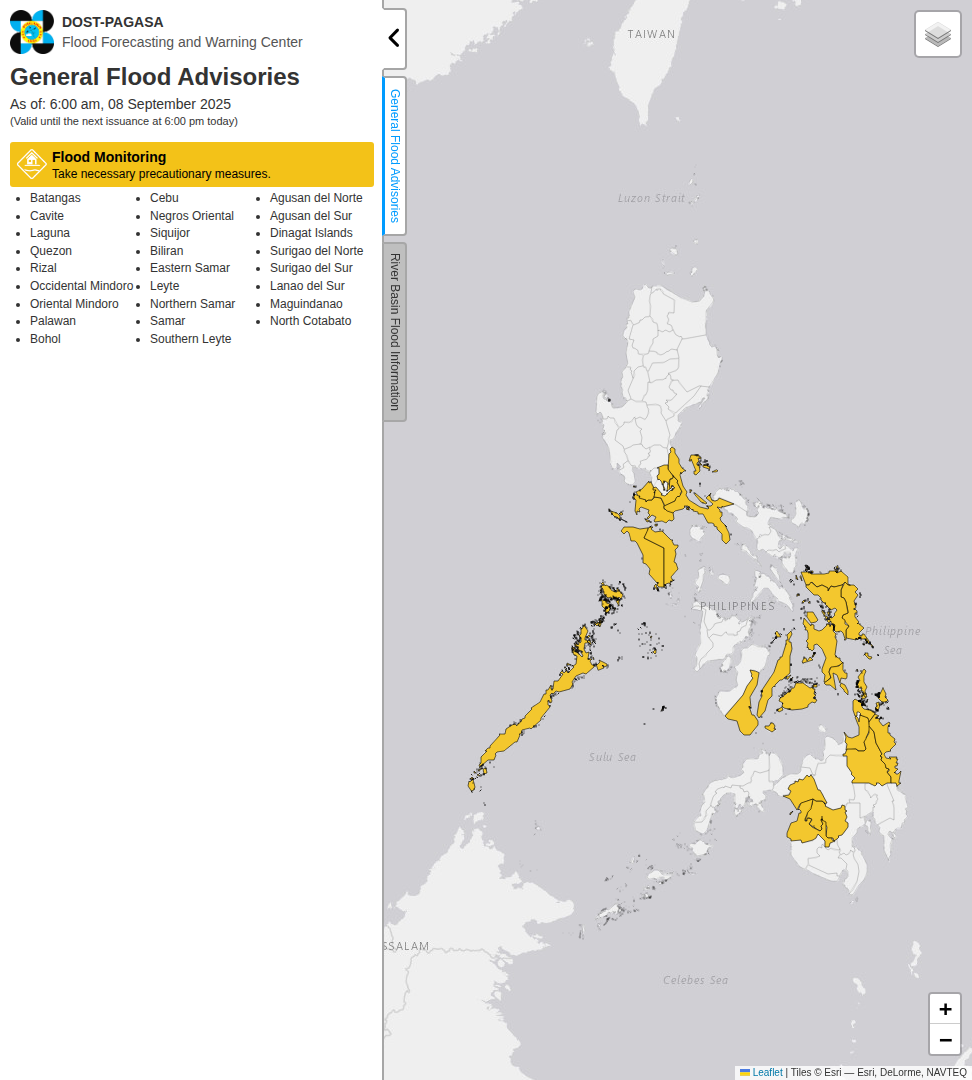 DOST-PAGASA
Flood Forecasting and Warning Center
General Flood Advisories
As of: 6:00 am, 08 September 2025
(Valid until the next issuance at 6:00 pm today)
Flood Monitoring
Take necessary precautionary measures.
Batangas
Cavite
Laguna
Quezon
Rizal
Occidental Mindoro
Oriental Mindoro
Palawan
Bohol
Cebu
Negros Oriental
Siquijor
Biliran
Eastern Samar
Leyte
Northern Samar
Samar
Southern Leyte
Agusan del Norte
Agusan del Sur
Dinagat Islands
Surigao del Norte
Surigao del Sur
Lanao del Sur
Maguindanao
North Cotabato
General Flood Advisories
River Basin Flood Information
TAIWAN
Luzon Strait
PHILIPPINES
Philippine
Sea
Sulu Sea
SSALAM
Celebes Sea
+
−
Leaflet | Tiles © Esri — Esri, DeLorme, NAVTEQ